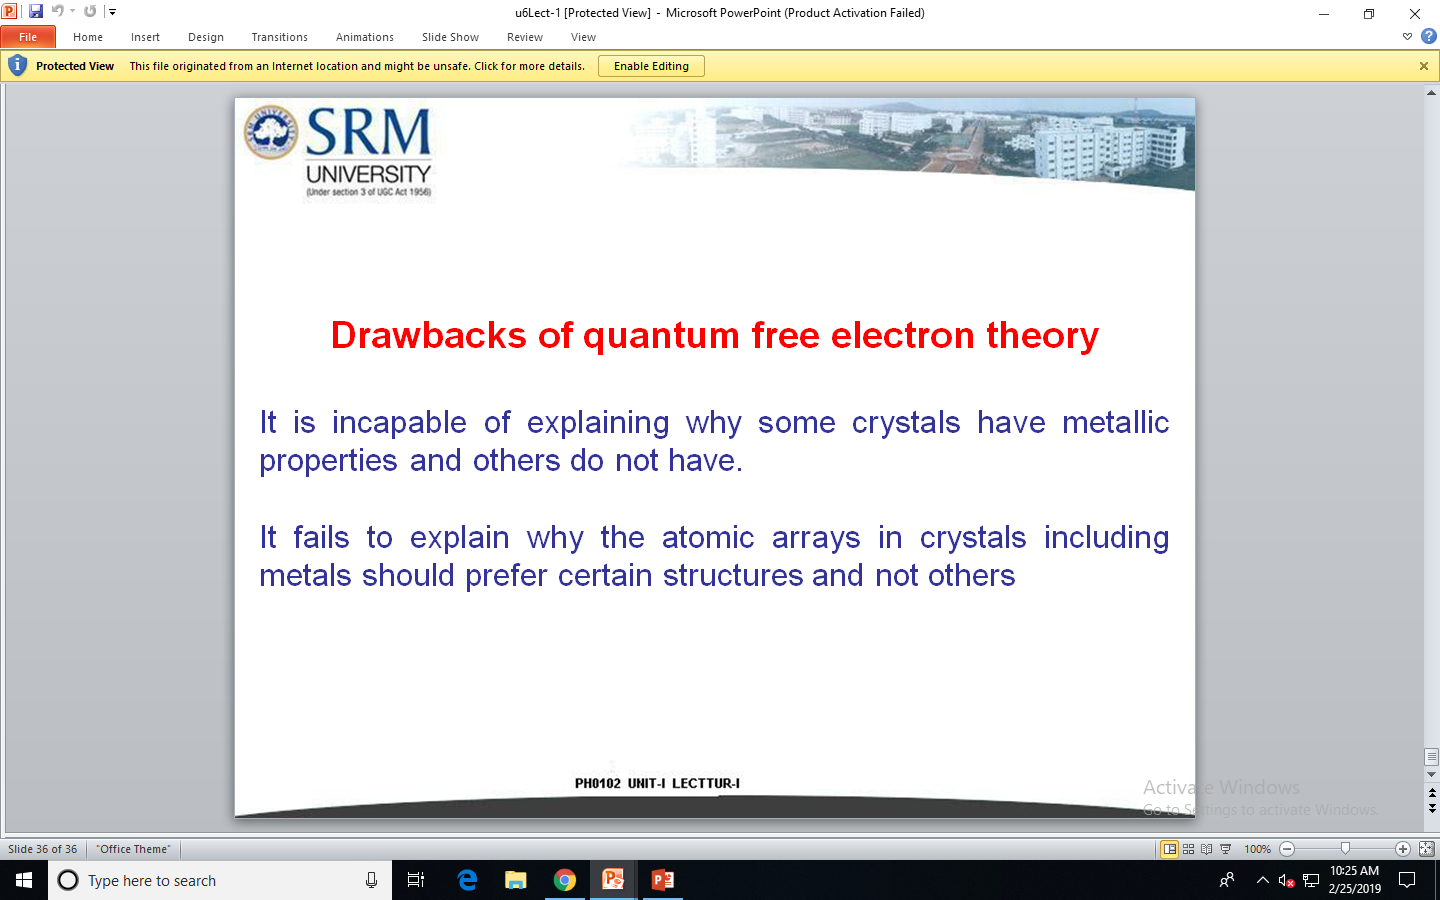 u6Lect-1 [Protected View] - Microsoft PowerPoint (Product Activation Failed)
File Home Insert Design Transitions Animations Slide Show Review View
Protected View This file originated from an Internet location and might be unsafe. Click for more details. Enable Editing
SRM
UNIVERSITY
(Under section 3 of UGC Act 1956)
Drawbacks of quantum free electron theory
It is incapable of explaining why some crystals have metallic
properties and others do not have.
It fails to explain why the atomic arrays in crystals including
metals should prefer certain structures and not others
PH0102 UNIT-I LECTTUR-I
Activate Windows
Go to Settings to activate Windows.
Slide 36 of 36 "Office Theme" 100%
Type here to search
10:25 AM
2/25/2019